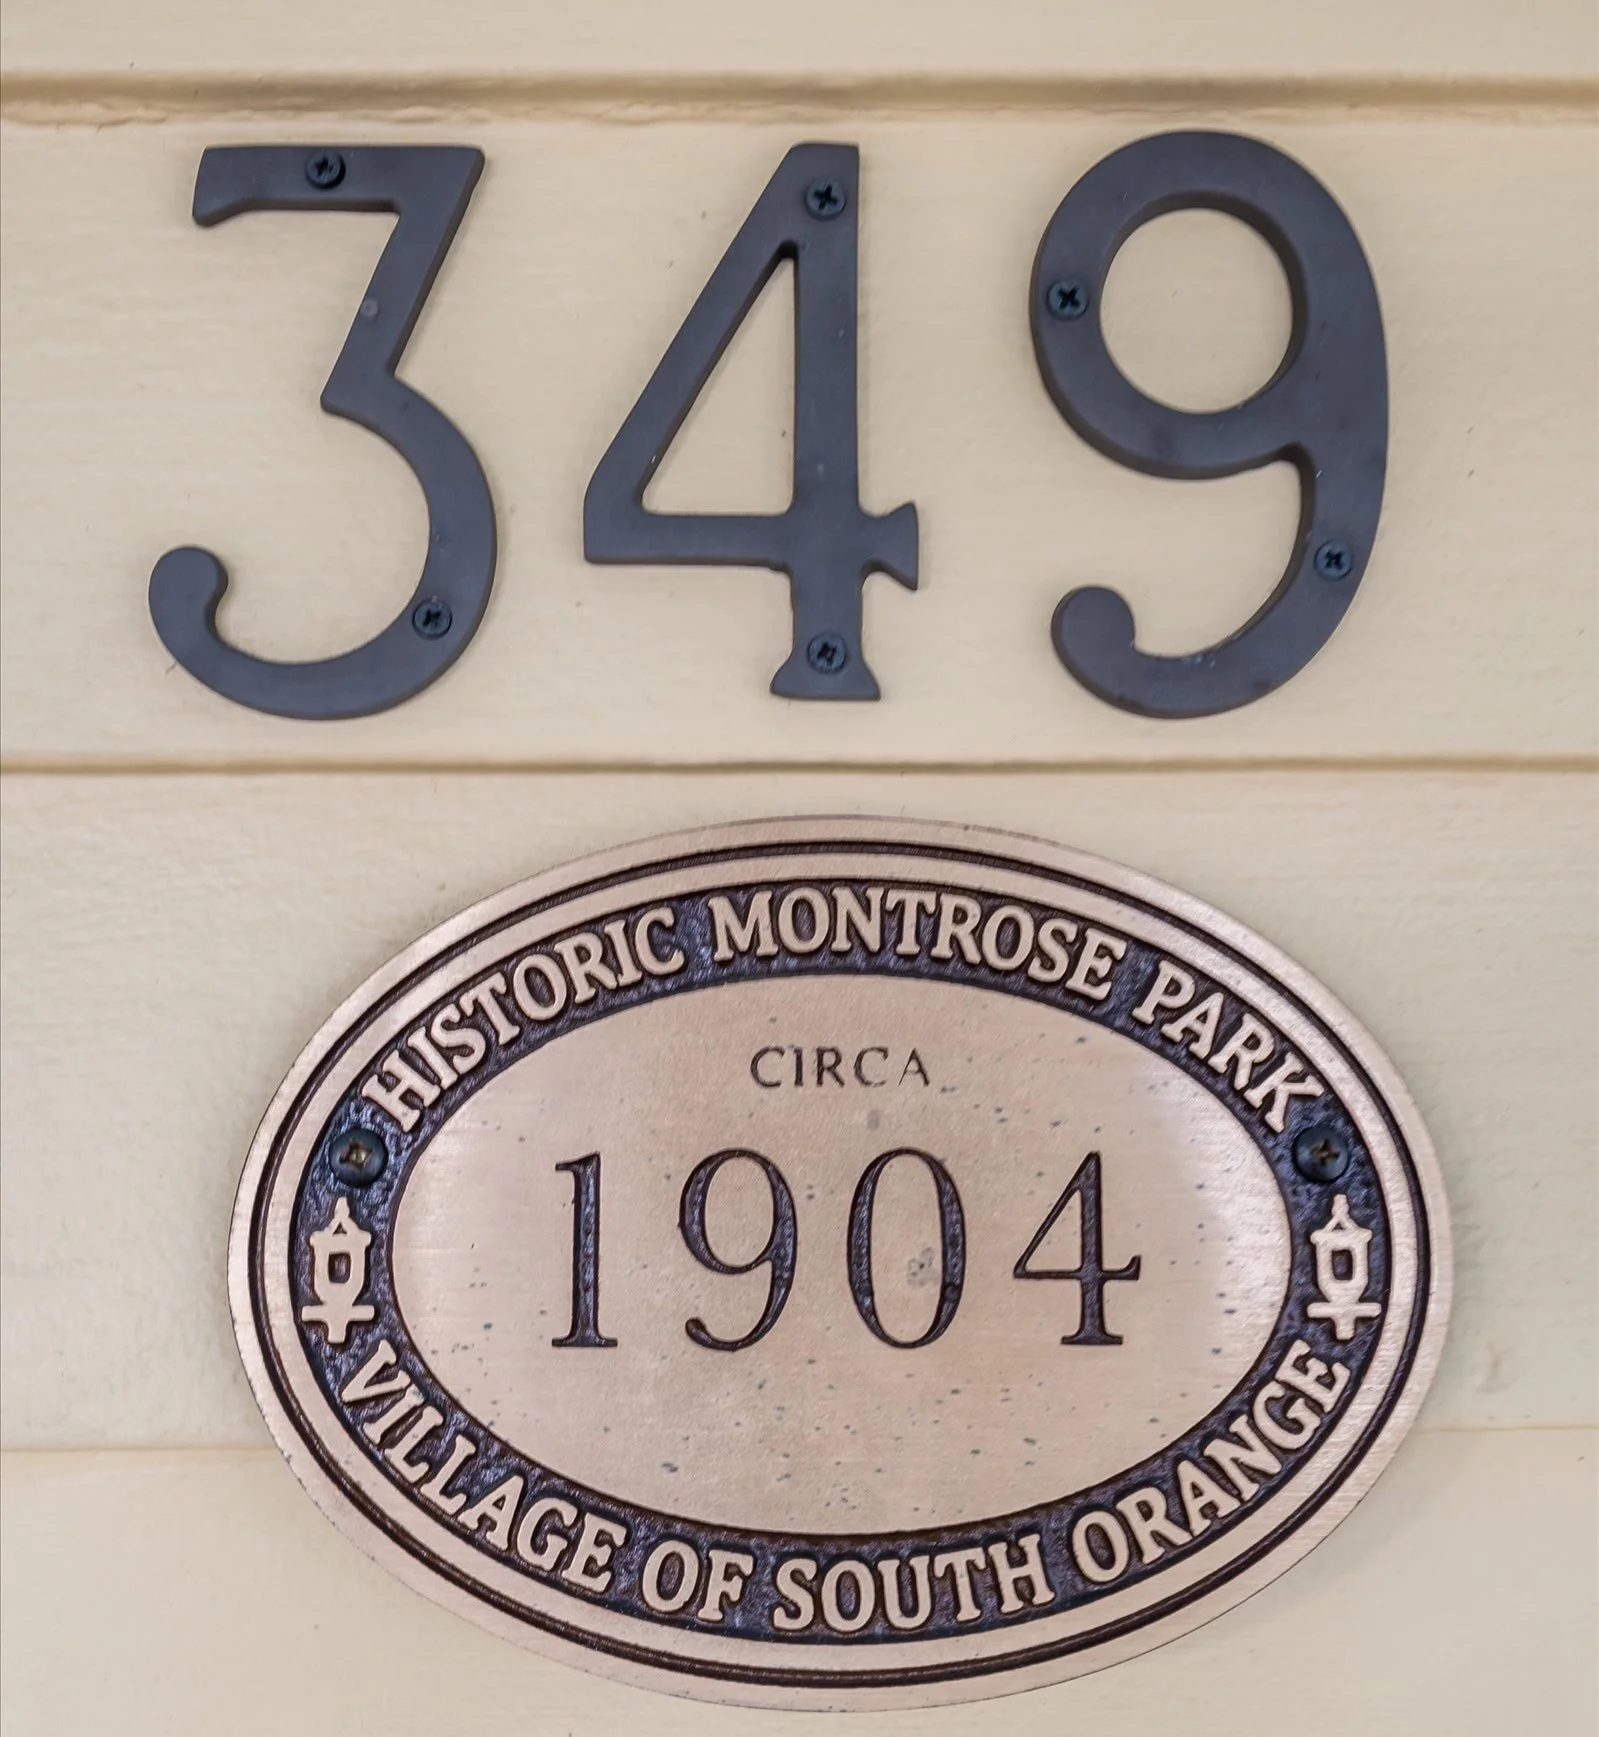 349
HISTORIC MONTROSE PARK
CIRCA
1904
VILLAGE OF SOUTH ORANGE